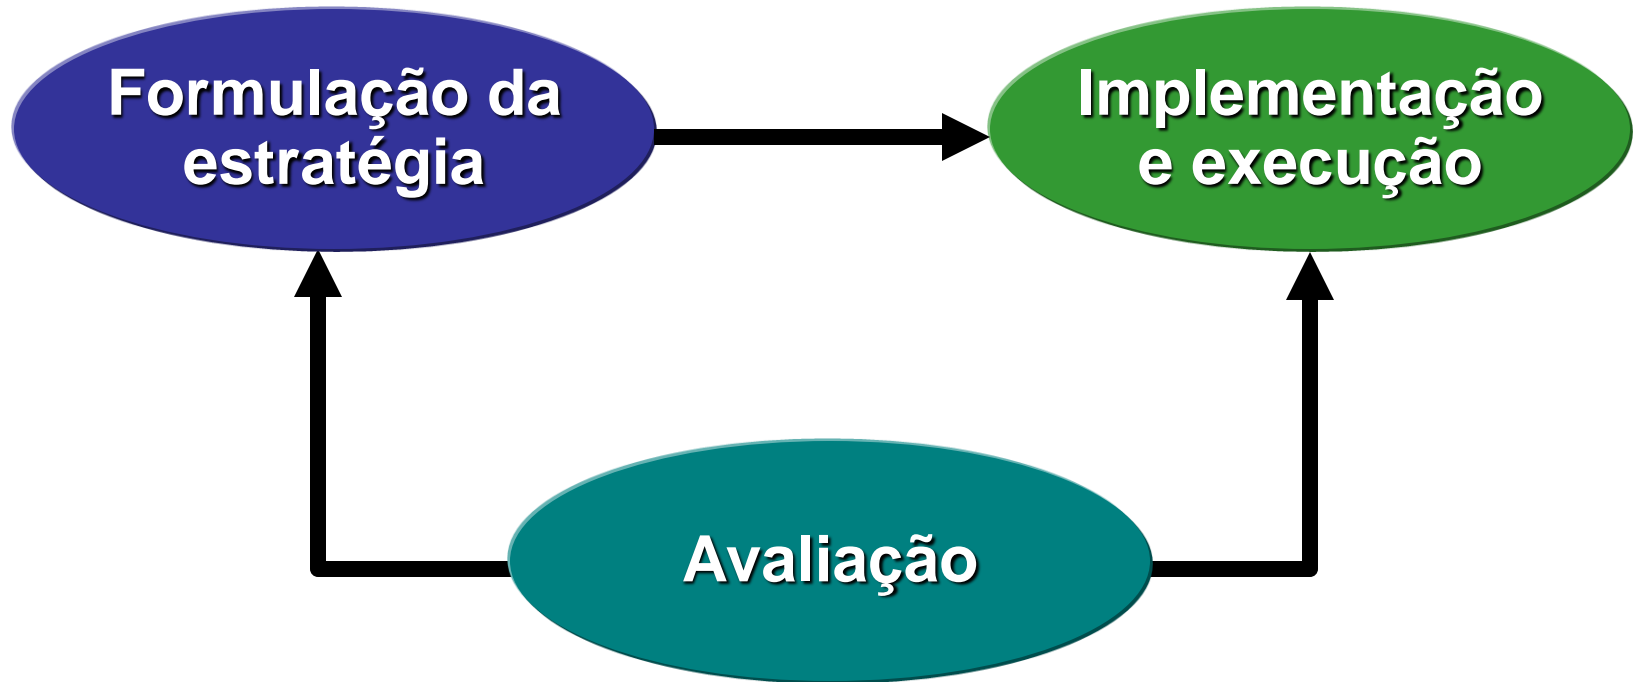 Formulação da
estratégia
Implementação
e execução
Avaliação